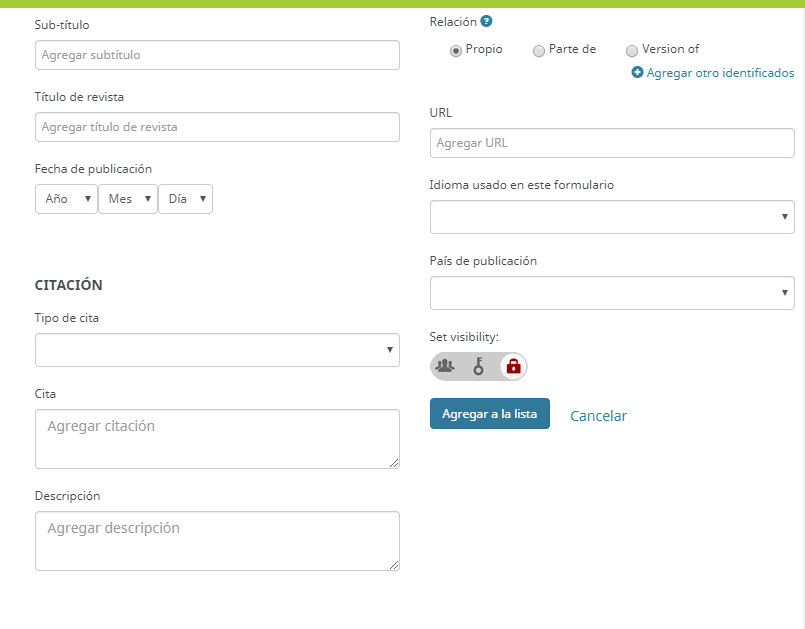 Sub-título
Agregar subtítulo
Título de revista
Agregar título de revista
Fecha de publicación
Año Mes Día
CITACIÓN
Tipo de cita
Cita
Agregar citación
Descripción
Agregar descripción
Relación ?
Propio Parte de Version of
Agregar otro identificados
URL
Agregar URL
Idioma usado en este formulario
País de publicación
Set visibility:
Agregar a la lista Cancelar